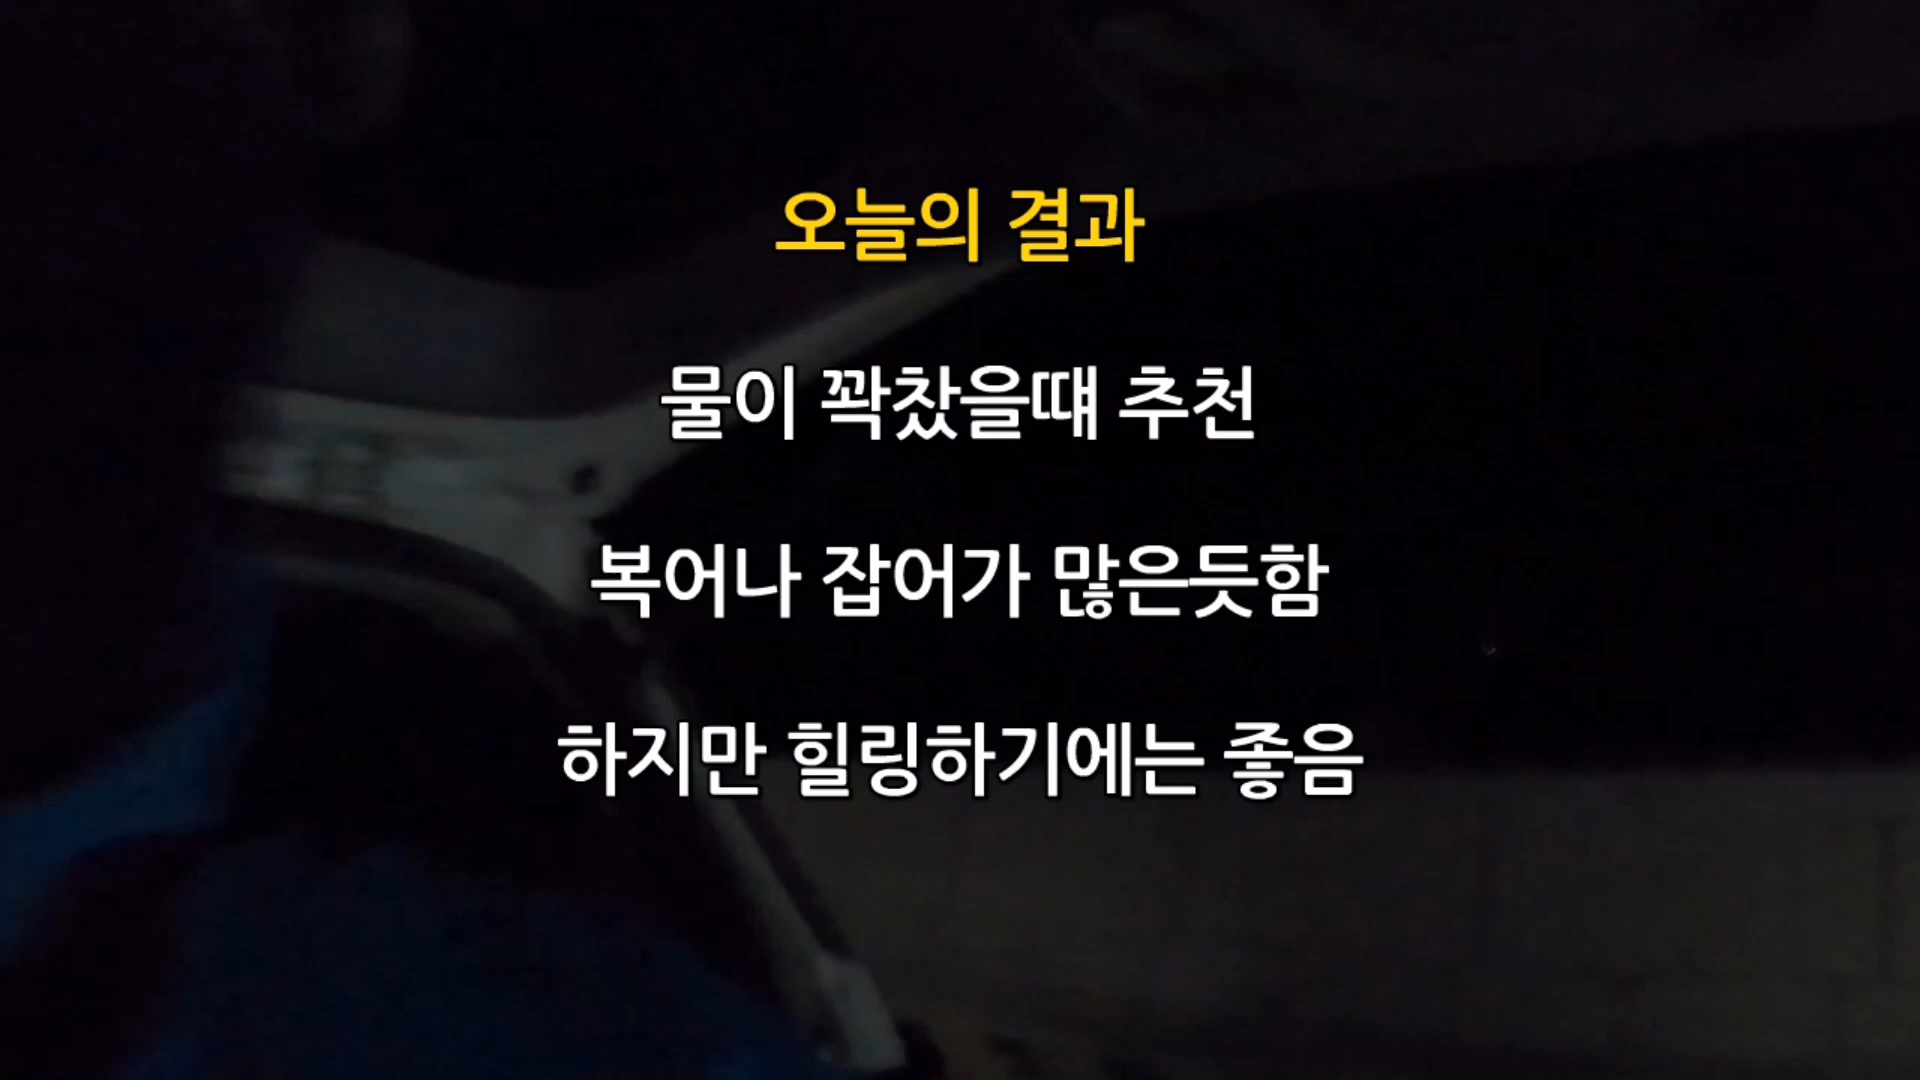 오늘의 결과
물이 꽉찼을떄 추천
복어나 잡어가 많은듯함
하지만 힐링하기에는 좋음